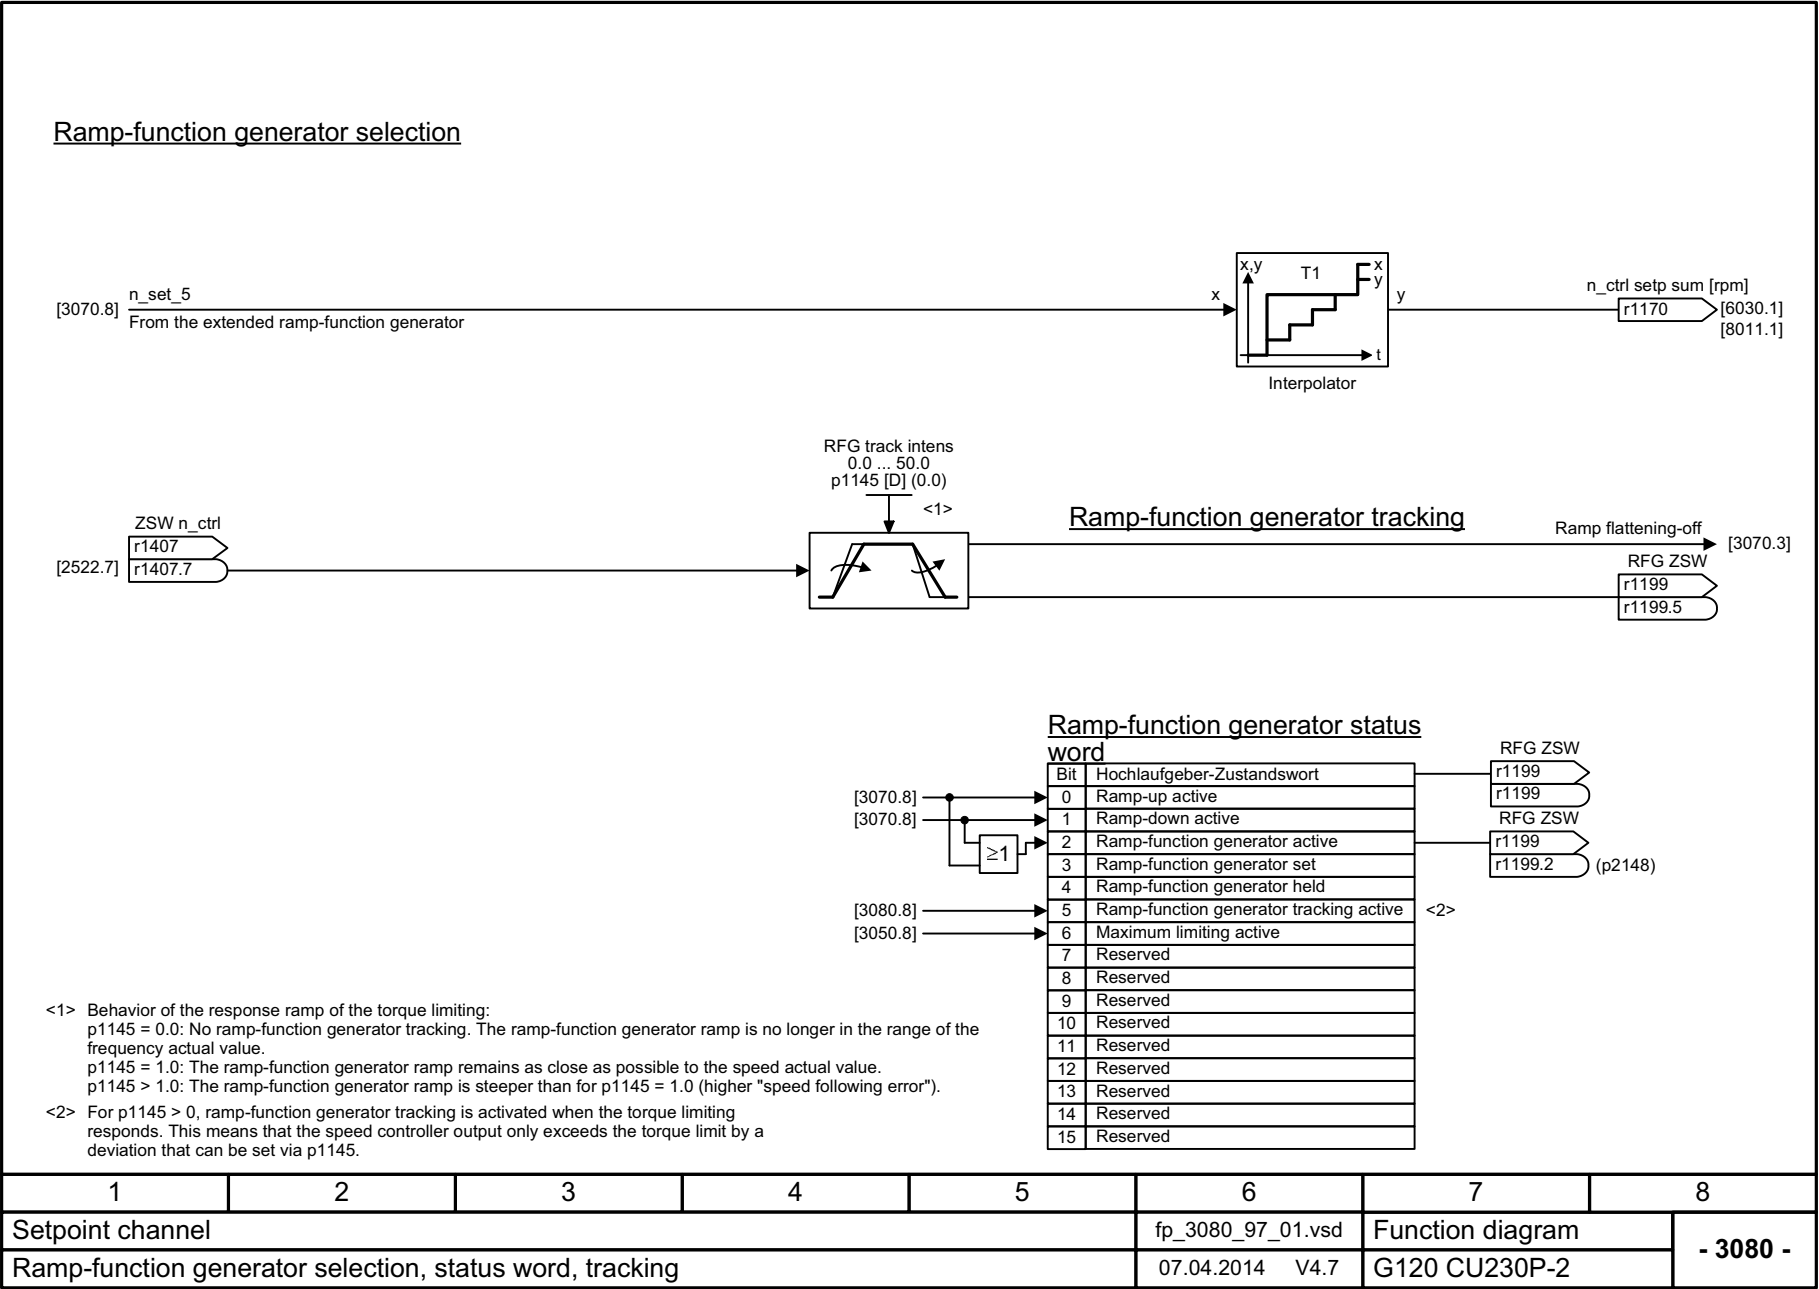 Ramp-function generator selection
[3070.8]
n_set_5
From the extended ramp-function generator
x
x,y
T1
x
y
t
Interpolator
y
n_ctrl setp sum [rpm]
r1170
[6030.1]
[8011.1]
RFG track intens
0.0 ... 50.0
p1145 [D] (0.0)
<1>
ZSW n_ctrl
r1407
[2522.7]
r1407.7
Ramp-function generator tracking
Ramp flattening-off
[3070.3]
RFG ZSW
r1199
r1199.5
Ramp-function generator status
word
Bit Hochlaufgeber-Zustandswort
[3070.8] 0 Ramp-up active
[3070.8] 1 Ramp-down active
≥1
2 Ramp-function generator active
3 Ramp-function generator set
4 Ramp-function generator held
[3080.8] 5 Ramp-function generator tracking active <2>
[3050.8] 6 Maximum limiting active
7 Reserved
8 Reserved
9 Reserved
10 Reserved
11 Reserved
12 Reserved
13 Reserved
14 Reserved
15 Reserved
RFG ZSW
r1199
r1199
RFG ZSW
r1199
r1199.2 (p2148)
<1> Behavior of the response ramp of the torque limiting:
p1145 = 0.0: No ramp-function generator tracking. The ramp-function generator ramp is no longer in the range of the
frequency actual value.
p1145 = 1.0: The ramp-function generator ramp remains as close as possible to the speed actual value.
p1145 > 1.0: The ramp-function generator ramp is steeper than for p1145 = 1.0 (higher "speed following error").
<2> For p1145 > 0, ramp-function generator tracking is activated when the torque limiting
responds. This means that the speed controller output only exceeds the torque limit by a
deviation that can be set via p1145.
1 2 3 4 5 6 7 8
Setpoint channel fp_3080_97_01.vsd Function diagram
- 3080 -
Ramp-function generator selection, status word, tracking 07.04.2014 V4.7 G120 CU230P-2